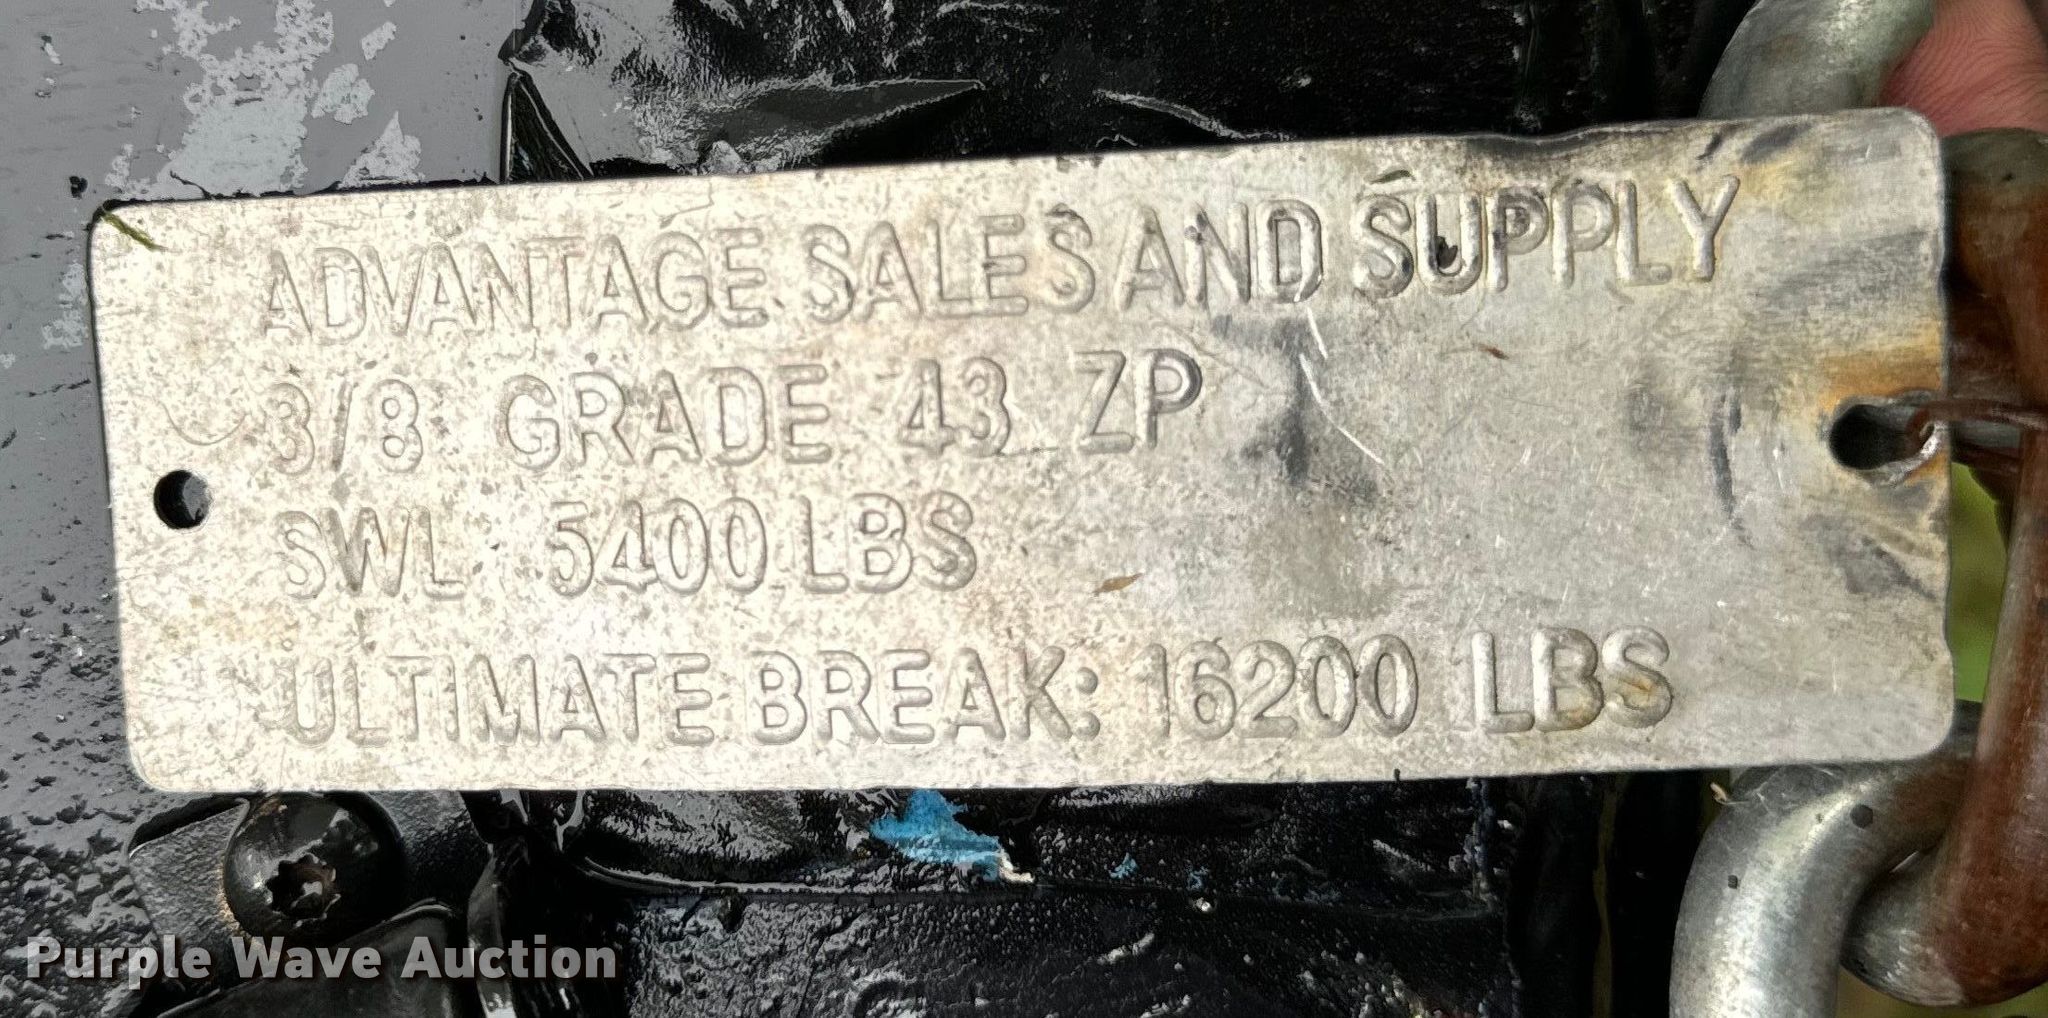 ADVANTAGE SALES AND SUPPLY
3/8 GRADE 43 ZP
SWL 5400 LBS
ULTIMATE BREAK: 16200 LBS
Purple Wave Auction